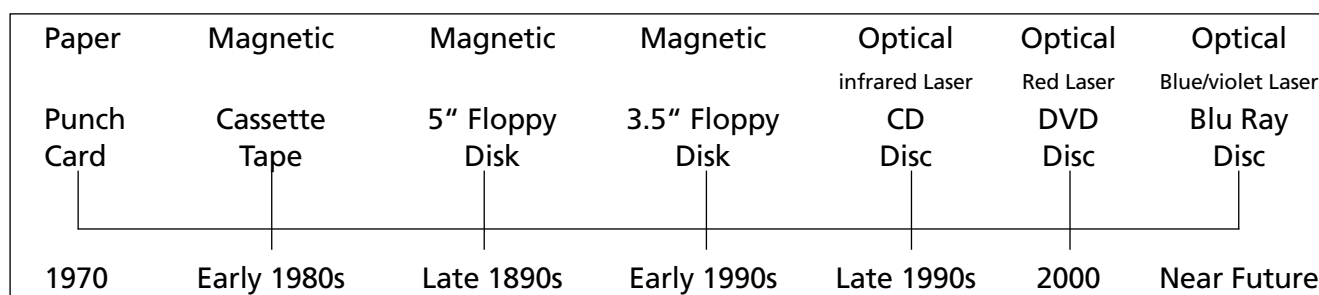 Paper Magnetic Magnetic Magnetic Optical Optical Optical
infrared Laser Red Laser Blue/violet Laser
Punch Cassette 5“ Floppy 3.5“ Floppy CD DVD Blu Ray
Card Tape Disk Disk Disc Disc Disc
1970 Early 1980s Late 1890s Early 1990s Late 1990s 2000 Near Future